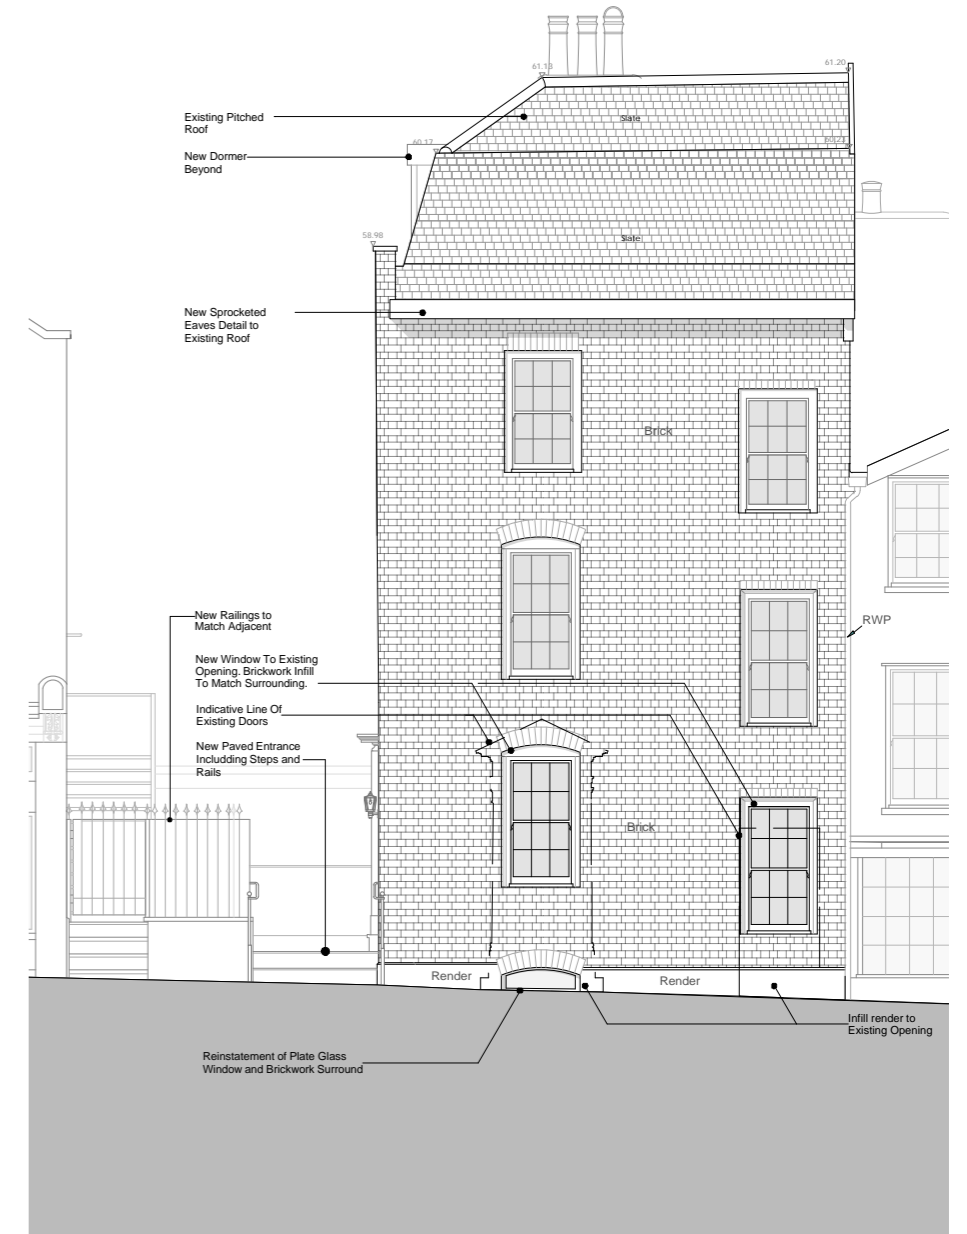 61.13
61.20
Existing Pitched
Roof
Slate
60.17
60.23
New Dormer
Beyond
58.98
Slate
New Sprocketed
Eaves Detail to
Existing Roof
Brick
New Railings to
Match Adjacent
RWP
New Window To Existing
Opening. Brickwork Infill
To Match Surrounding.
Indicative Line Of
Existing Doors
New Paved Entrance
Includding Steps and
Rails
Brick
Render
Render
Infill render to
Existing Opening
Reinstatement of Plate Glass
Window and Brickwork Surround